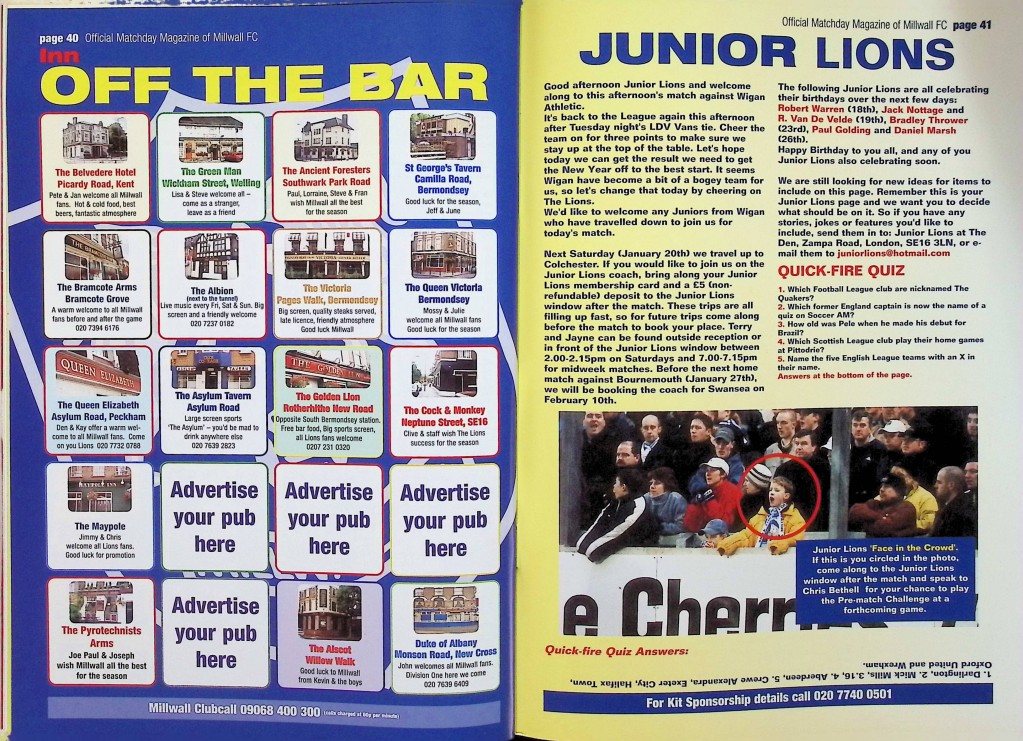 page 40 Official Matchday Magazine of Millwall FC
Inn
OFF THE BAR
The Belvedere Hotel
Picardy Road, Kent
Pete & Jan welcome all Millwall
fans. Hot & cold food, best
beers, fantastic atmosphere
The Green Man
Wickham Street, Welling
Lisa & Steve welcome all –
come as a stranger,
leave as a friend
The Ancient Foresters
Southwark Park Road
Paul, Lorraine, Steve & Fran
wish Millwall all the best
for the season
St George's Tavern
Camilla Road,
Bermondsey
Good luck for the season,
Jeff & June
The Bramcote Arms
Bramcote Grove
A warm welcome to all Millwall
fans before and after the game
020 7394 6176
The Albion
(next to the tunnel)
Live music every Fri, Sat & Sun. Big
screen and a friendly welcome
020 7237 0182
The Victoria
Pages Walk, Bermondsey
Big screen, quality steaks served,
late licence, friendly atmosphere
Good luck Millwall
The Queen Victoria
Bermondsey
Mossy & Julie
welcome all Millwall fans
Good luck for the season
QUEEN ELIZABETH
The Queen Elizabeth
Asylum Road, Peckham
Den & Kay offer a warm wel-
come to all Millwall fans. Come
on you Lions 020 7732 0788
The Asylum Tavern
Asylum Road
Large screen sports
'The Asylum' – you'd be mad to
drink anywhere else
020 7639 2823
The Golden Lion
Rotherhithe New Road
Opposite South Bermondsey station.
Free bar food, Big sports screen,
all Lions fans welcome
0207 231 0320
The Cock & Monkey
Neptune Street, SE16
Clive & staff wish The Lions
success for the season
MAYPOLE INN
The Maypole
Jimmy & Chris
welcome all Lions fans.
Good luck for promotion
Advertise
your pub
here
Advertise
your pub
here
Advertise
your pub
here
The Pyrotechnists
Arms
Joe Paul & Joseph
wish Millwall all the best
for the season
Advertise
your pub
here
The Alscot
Willow Walk
Good luck to Millwall
from Kevin & the boys
Duke of Albany
Monson Road, New Cross
John welcomes all Millwall fans.
Division One here we come
020 7639 6409
Millwall Clubcall 09068 400 300 (calls charged at 60p per minute)
Official Matchday Magazine of Millwall FC page 41
JUNIOR LIONS
Good afternoon Junior Lions and welcome
along to this afternoon's match against Wigan
Athletic.
It's back to the League again this afternoon
after Tuesday night's LDV Vans tie. Cheer the
team on for three points to make sure we
stay up at the top of the table. Let's hope
today we can get the result we need to get
the New Year off to the best start. It seems
Wigan have become a bit of a bogey team for
us, so let's change that today by cheering on
The Lions.
We'd like to welcome any Juniors from Wigan
who have travelled down to join us for
today's match.
Next Saturday (January 20th) we travel up to
Colchester. If you would like to join us on the
Junior Lions coach, bring along your Junior
Lions membership card and a £5 (non-
refundable) deposit to the Junior Lions
window after the match. These trips are all
filling up fast, so for future trips come along
before the match to book your place. Terry
and Jayne can be found outside reception or
in front of the Junior Lions window between
2.00-2.15pm on Saturdays and 7.00-7.15pm
for midweek matches. Before the next home
match against Bournemouth (January 27th),
we will be booking the coach for Swansea on
February 10th.
The following Junior Lions are all celebrating
their birthdays over the next few days:
Robert Warren (18th), Jack Nottage and
R. Van De Velde (19th), Bradley Thrower
(23rd), Paul Golding and Daniel Marsh
(26th).
Happy Birthday to you all, and any of you
Junior Lions also celebrating soon.
We are still looking for new ideas for items to
include on this page. Remember this is your
Junior Lions page and we want you to decide
what should be on it. So if you have any
stories, jokes or features you'd like to
include, send them in to: Junior Lions at The
Den, Zampa Road, London, SE16 3LN, or e-
mail them to juniorlions@hotmail.com
QUICK-FIRE QUIZ
1. Which Football League club are nicknamed The
Quakers?
2. Which former England captain is now the name of a
quiz on Soccer AM?
3. How old was Pele when he made his debut for
Brazil?
4. Which Scottish League club play their home games
at Pittodrie?
5. Name the five English League teams with an X in
their name.
Answers at the bottom of the page.
e Cherr
Junior Lions 'Face in the Crowd'.
If this is you circled in the photo,
come along to the Junior Lions
window after the match and speak to
Chris Bethell for your chance to play
the Pre-match Challenge at a
forthcoming game.
Quick-fire Quiz Answers:
1. Darlington, 2. Mick Mills, 3.16, 4. Aberdeen, 5. Crewe Alexandra, Exeter City, Halifax Town,
Oxford United and Wrexham.
For Kit Sponsorship details call 020 7740 0501